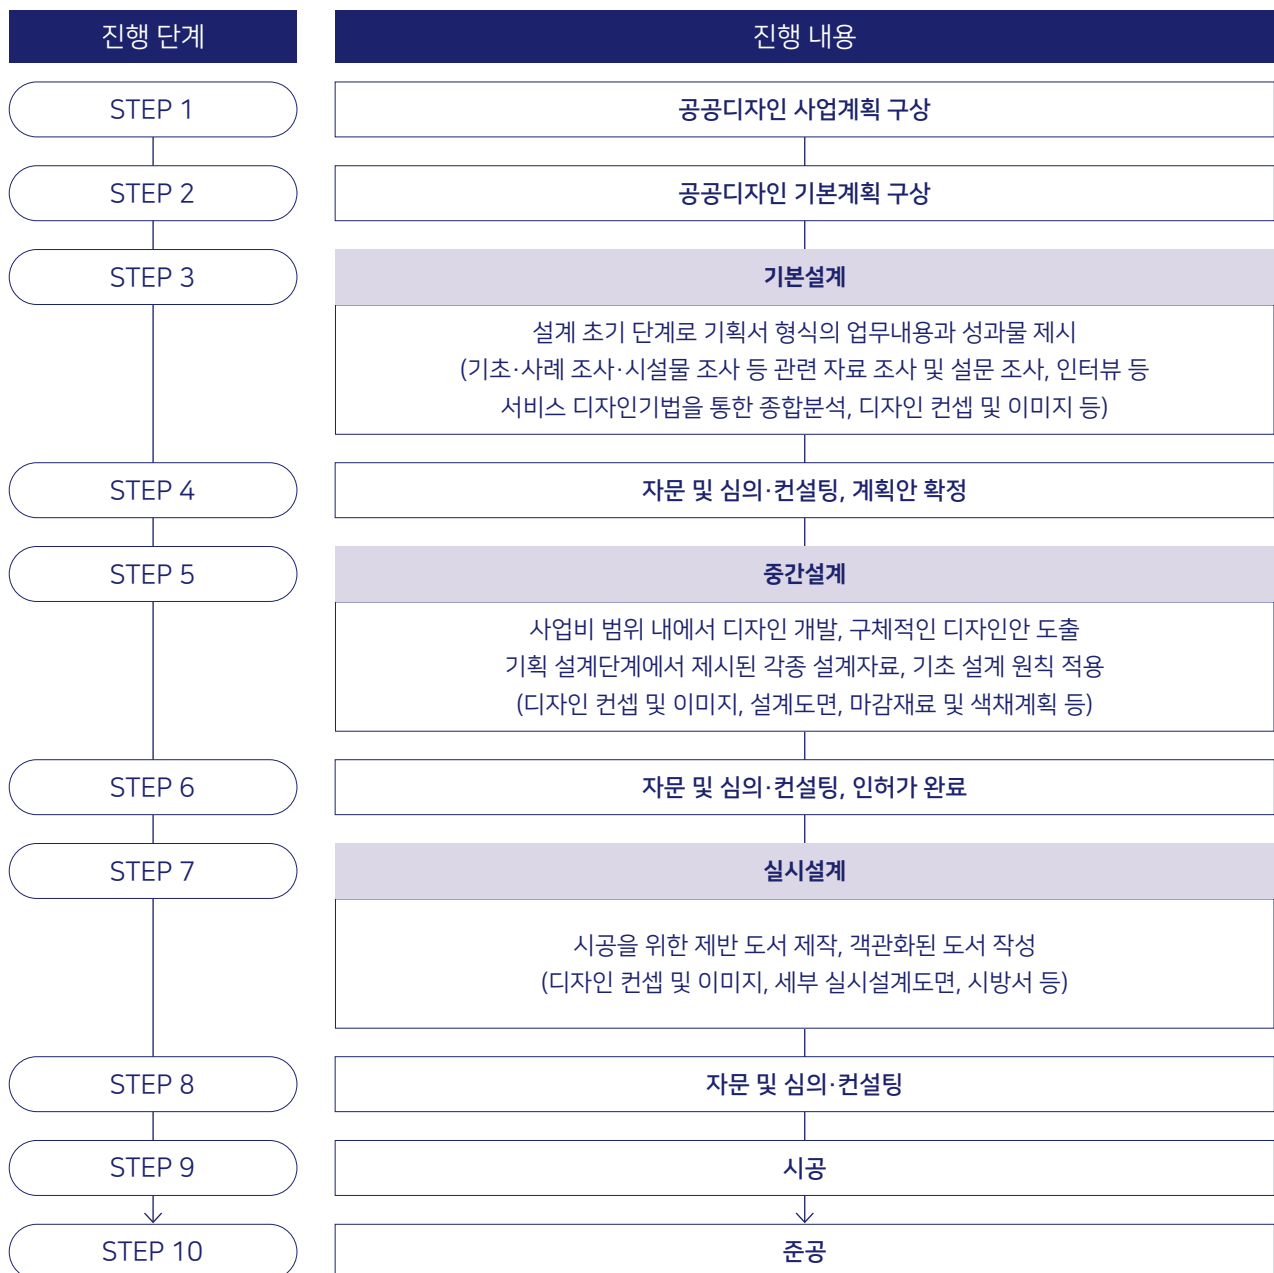 진행 단계
진행 내용
STEP 1
공공디자인 사업계획 구상
STEP 2
공공디자인 기본계획 구상
STEP 3
기본설계
설계 초기 단계로 기획서 형식의 업무내용과 성과물 제시
(기초·사례 조사·시설물 조사 등 관련 자료 조사 및 설문 조사, 인터뷰 등
서비스 디자인기법을 통한 종합분석, 디자인 컨셉 및 이미지 등)
STEP 4
자문 및 심의·컨설팅, 계획안 확정
STEP 5
중간설계
사업비 범위 내에서 디자인 개발, 구체적인 디자인안 도출
기획 설계단계에서 제시된 각종 설계자료, 기초 설계 원칙 적용
(디자인 컨셉 및 이미지, 설계도면, 마감재료 및 색채계획 등)
STEP 6
자문 및 심의·컨설팅, 인허가 완료
STEP 7
실시설계
시공을 위한 제반 도서 제작, 객관화된 도서 작성
(디자인 컨셉 및 이미지, 세부 실시설계도면, 시방서 등)
STEP 8
자문 및 심의·컨설팅
STEP 9
시공
STEP 10
준공